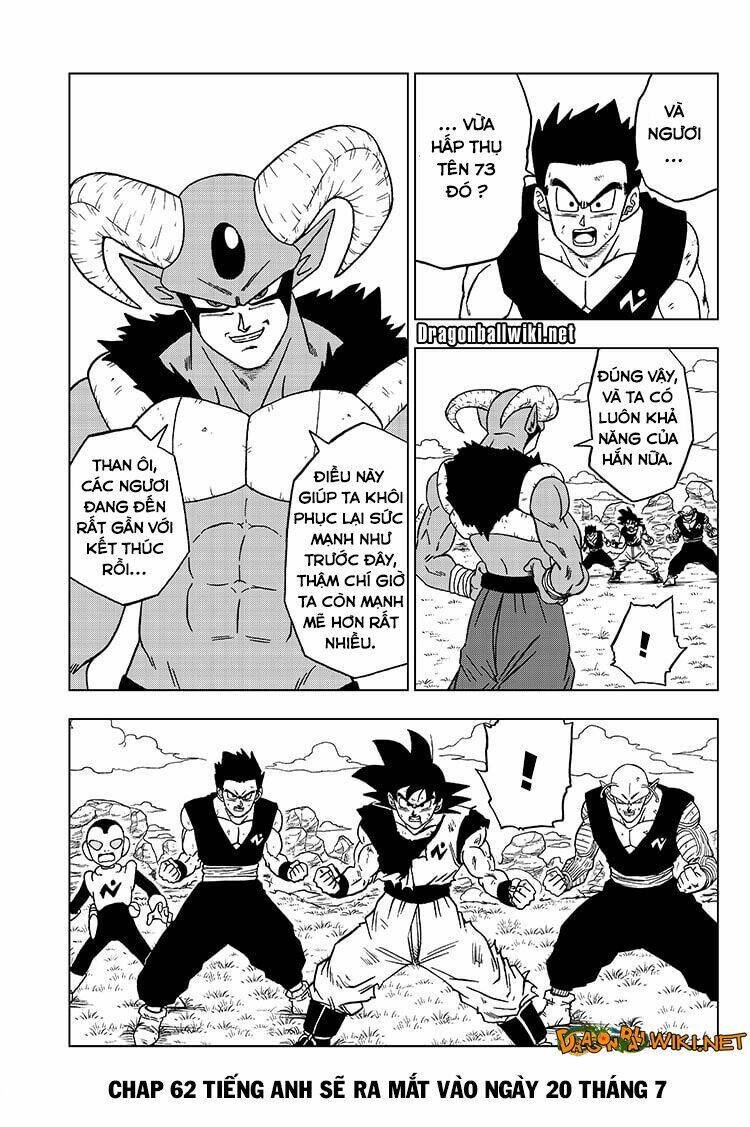 VÀ
NGƯƠI
...
... VỪA
HẤP THỤ
TÊN 73
ĐÓ ?
Dragonballwiki.net
ĐÚNG VẬY,
VÀ TA CÓ
LUÔN KHẢ
NĂNG CỦA
HẮN NỮA.
!
ĐIỀU NÀY
GIÚP TA KHÔI
PHỤC LẠI SỨC
MẠNH NHƯ
TRƯỚC ĐÂY,
THẬM CHÍ GIỜ
TA CÒN MẠNH
MẼ HƠN RẤT
NHIỀU.
THAN ÔI,
CÁC NGƯƠI
ĐANG ĐẾN
RẤT GẦN VỚI
KẾT THÚC
RỒI...
!
DRAGONBALLWIKI.NET
CHAP 62 TIẾNG ANH SẼ RA MẮT VÀO NGÀY 20 THÁNG 7